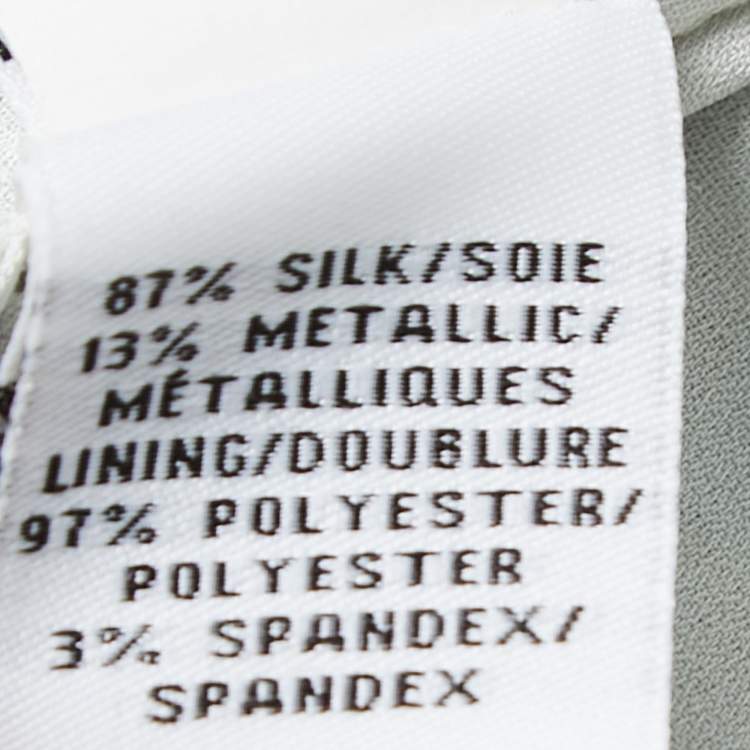 87% SILK/SOIE
13% METALLIC/
MÉTALLIQUES
LINING/DOUBLURE
97% POLYESTER/
POLYESTER
3% SPANDEX/
SPANDEX